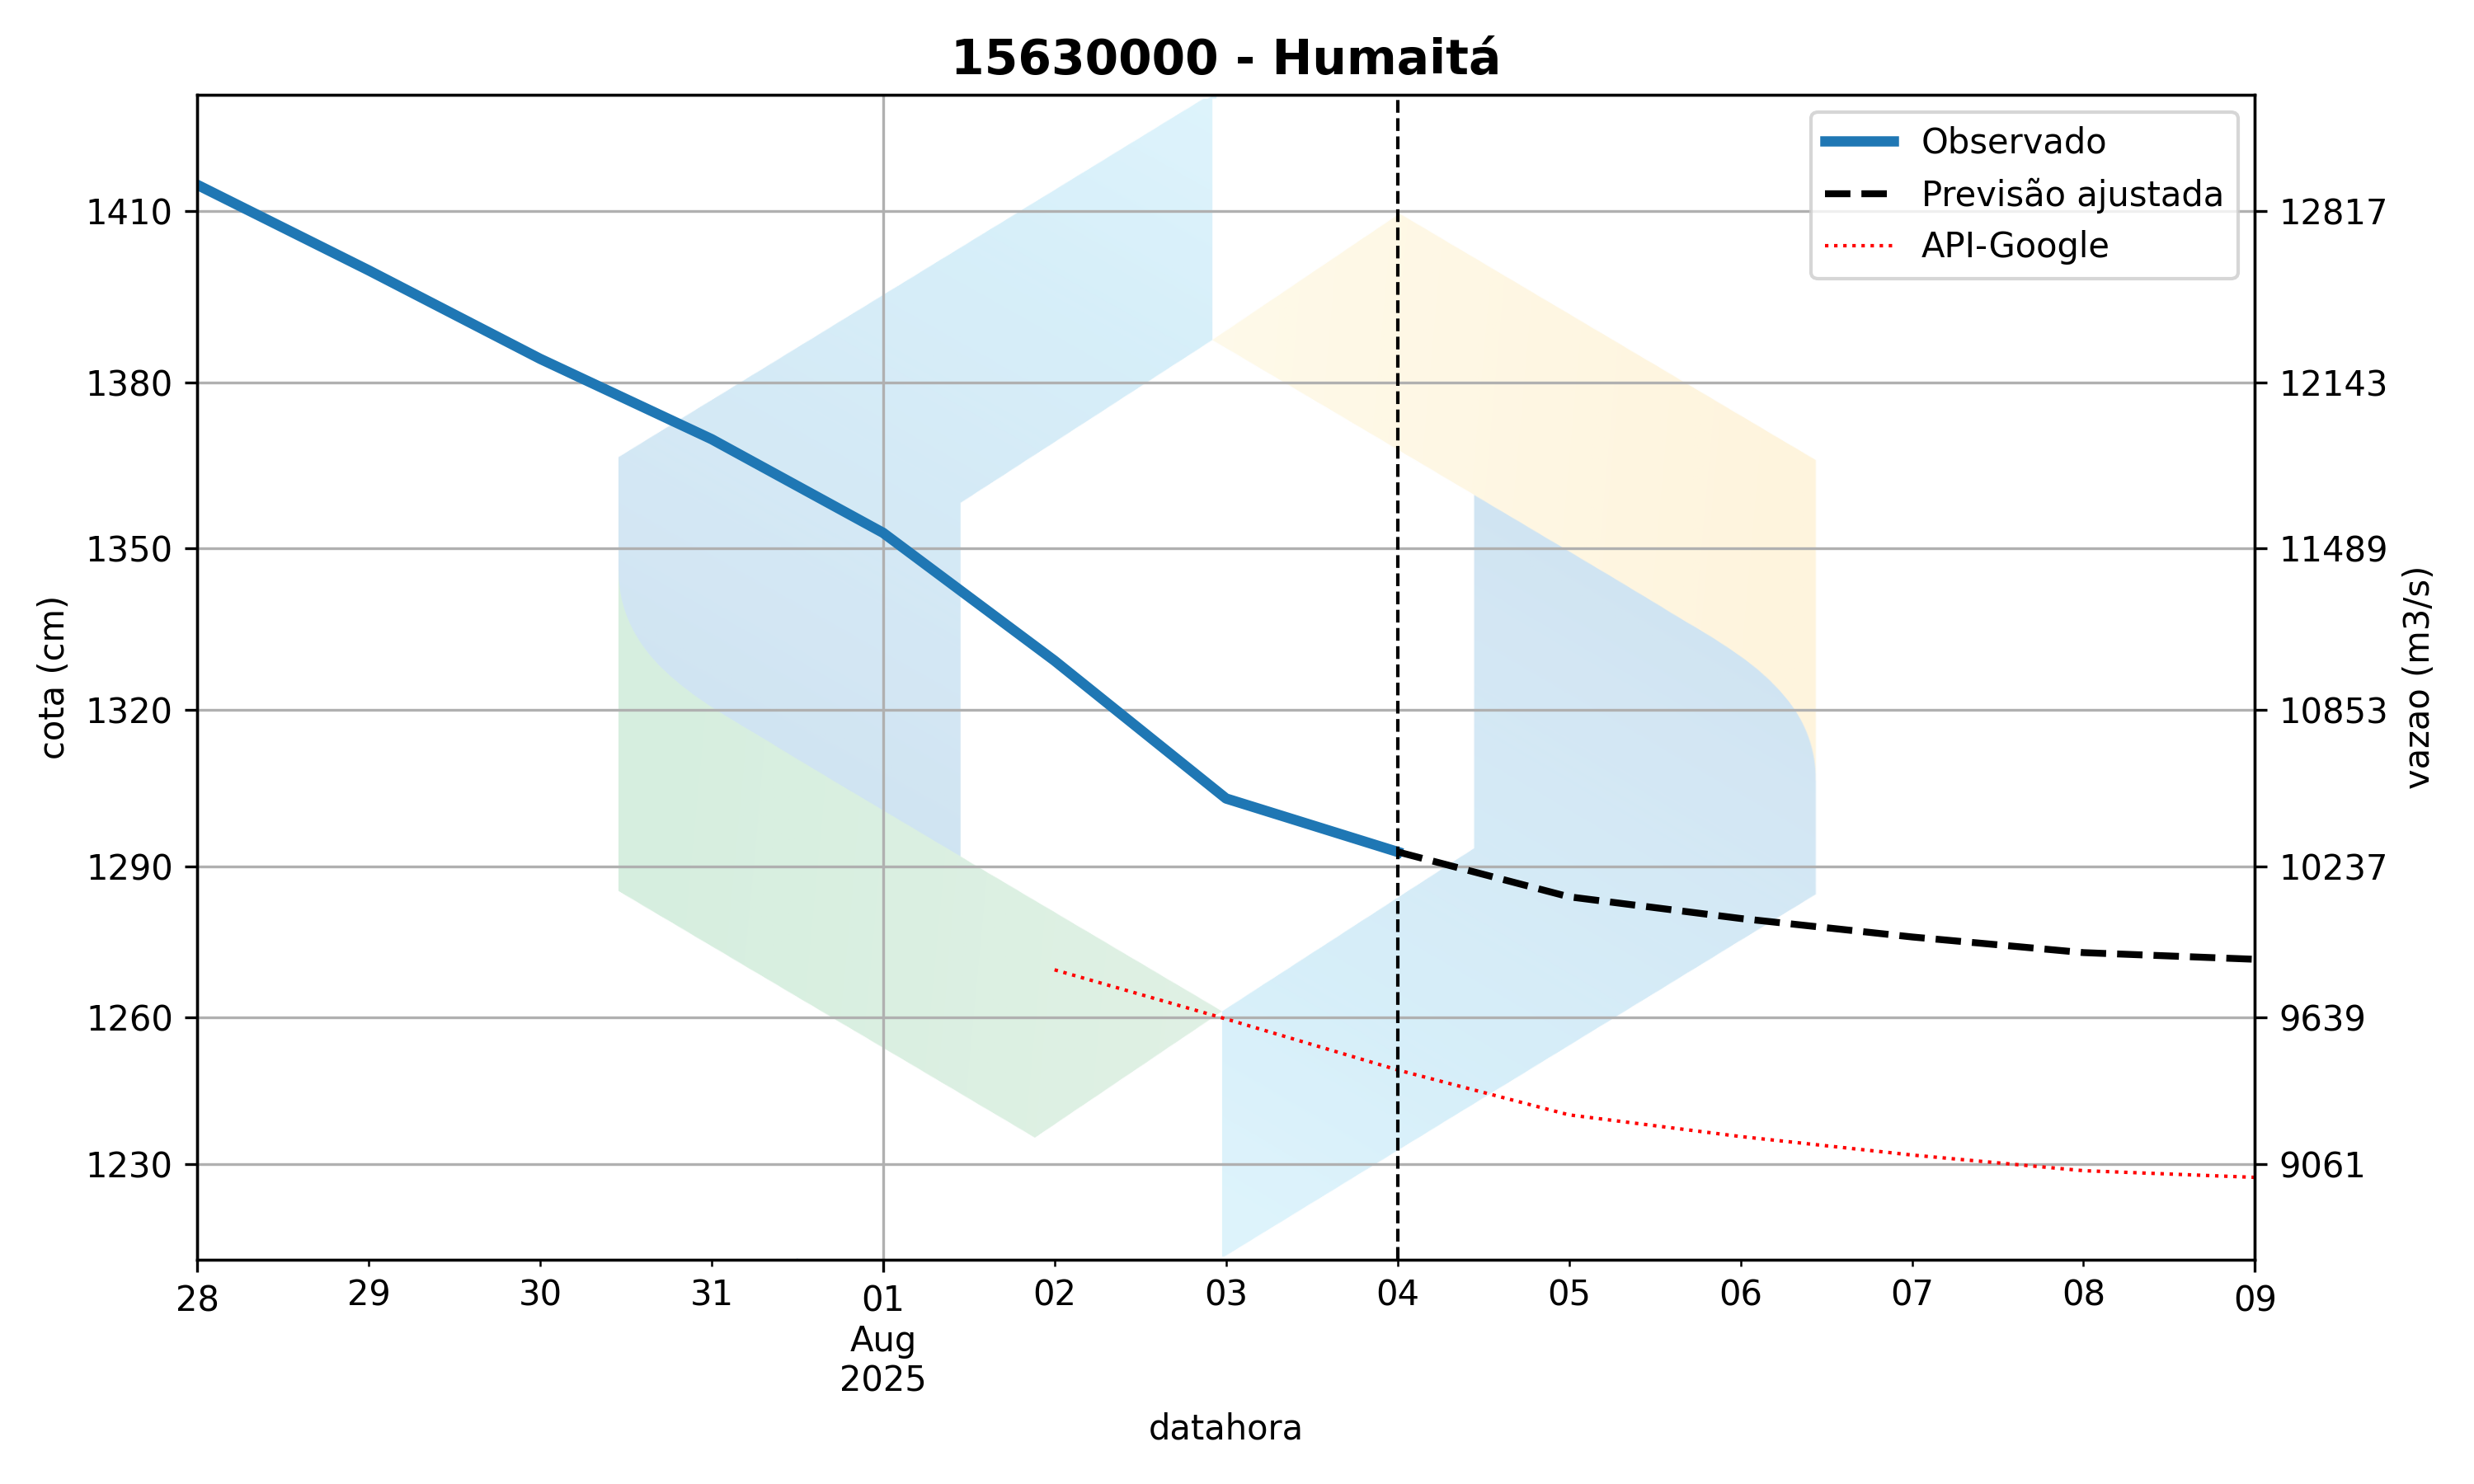 15630000 - Humaitá
Observado
Previsão ajustada
API-Google
cota (cm)
1410
1380
1350
1320
1290
1260
1230
12817
12143
11489
10853
10237
9639
9061
vazao (m3/s)
28 29 30 31 01 02 03 04 05 06 07 08 09
Aug
2025
datahora